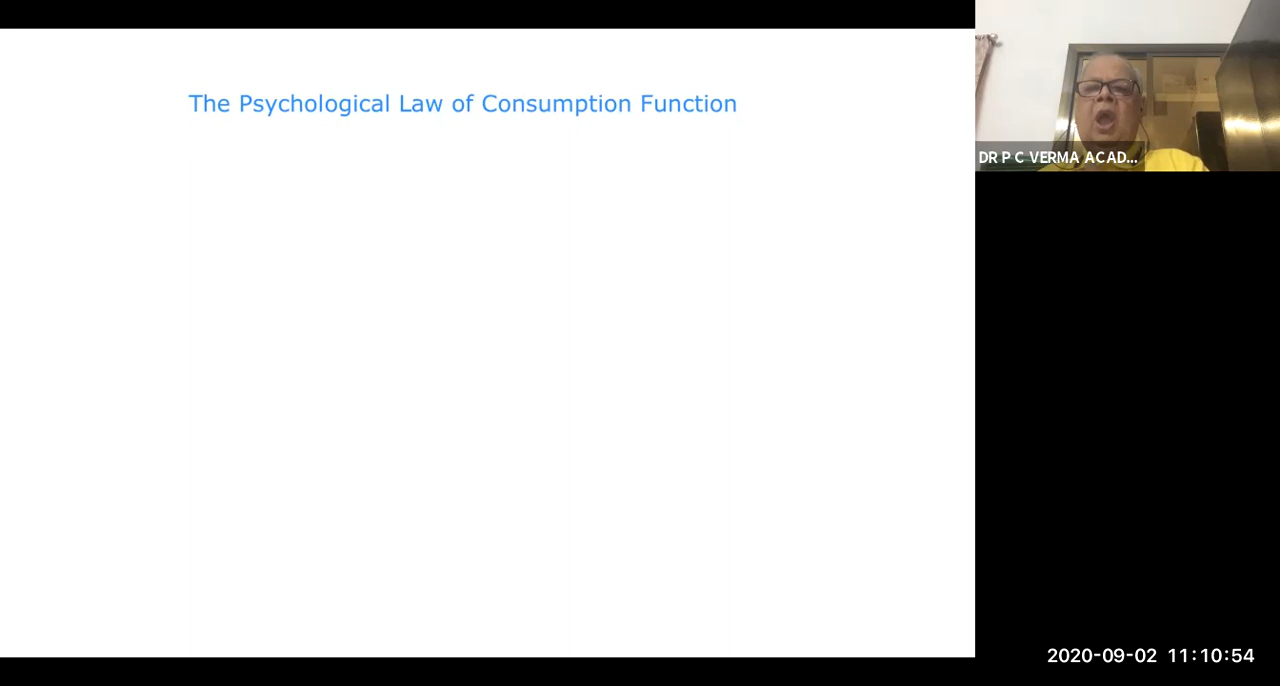 The Psychological Law of Consumption Function
DR P C VERMA ACAD...
2020-09-02 11:10:54